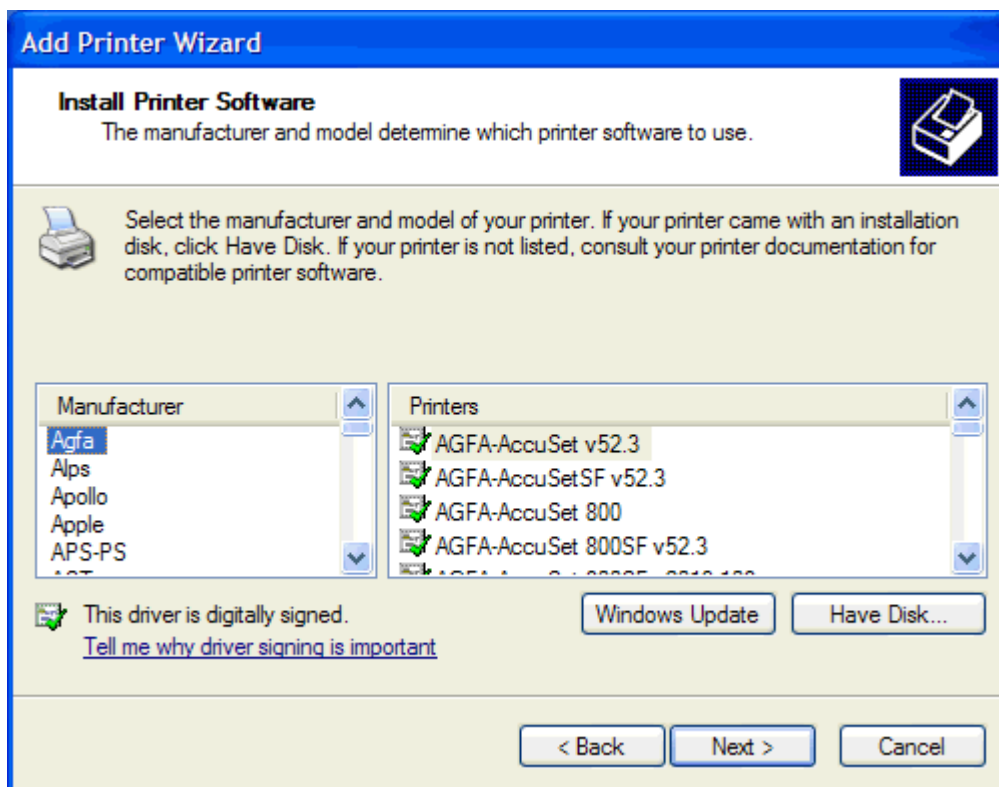 Add Printer Wizard
Install Printer Software
The manufacturer and model determine which printer software to use.
Select the manufacturer and model of your printer. If your printer came with an installation
disk, click Have Disk. If your printer is not listed, consult your printer documentation for
compatible printer software.
Manufacturer
Agfa
Alps
Apollo
Apple
APS-PS
Printers
AGFA-AccuSet v52.3
AGFA-AccuSetSF v52.3
AGFA-AccuSet 800
AGFA-AccuSet 800SF v52.3
This driver is digitally signed.
Tell me why driver signing is important
Windows Update
Have Disk...
< Back
Next >
Cancel